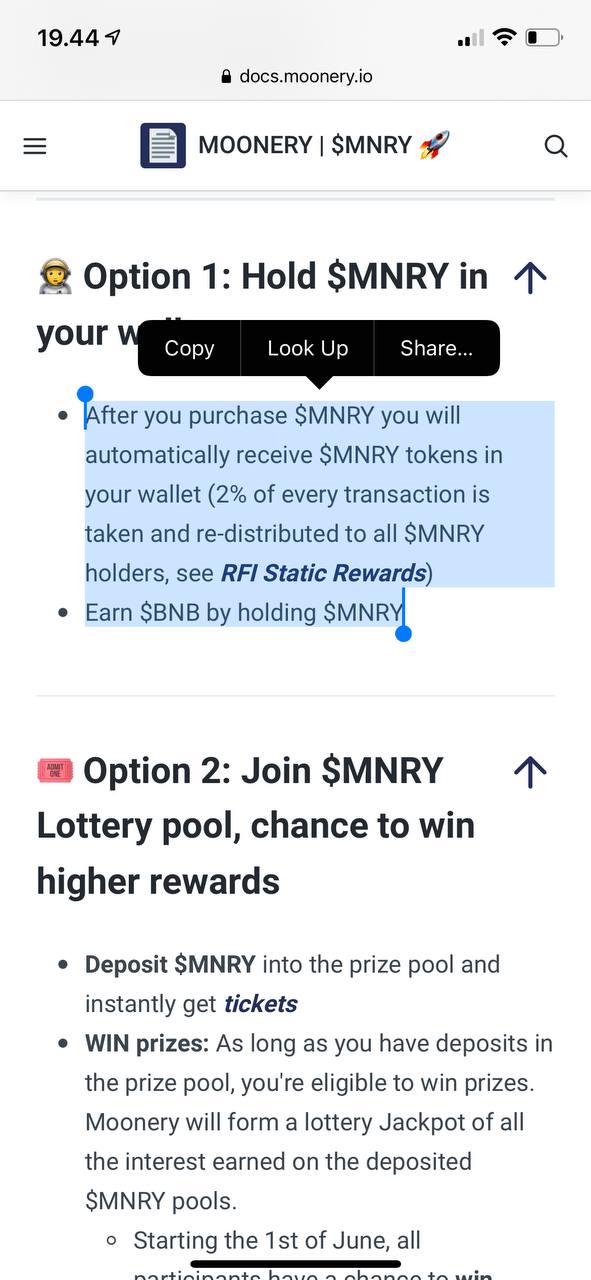 19.44
docs.moonery.io
MOONERY | $MNRY 🚀
🧑‍🚀 Option 1: Hold $MNRY in
your
Copy
Look Up
Share...
• After you purchase $MNRY you will
automatically receive $MNRY tokens in
your wallet (2% of every transaction is
taken and re-distributed to all $MNRY
holders, see RFI Static Rewards)
• Earn $BNB by holding $MNRY
🎟 Option 2: Join $MNRY
ADMIT
ONE
Lottery pool, chance to win
higher rewards
• Deposit $MNRY into the prize pool and
instantly get tickets
• WIN prizes: As long as you have deposits in
the prize pool, you're eligible to win prizes.
Moonery will form a lottery Jackpot of all
the interest earned on the deposited
$MNRY pools.
◦ Starting the 1st of June, all
participants have a chance to win